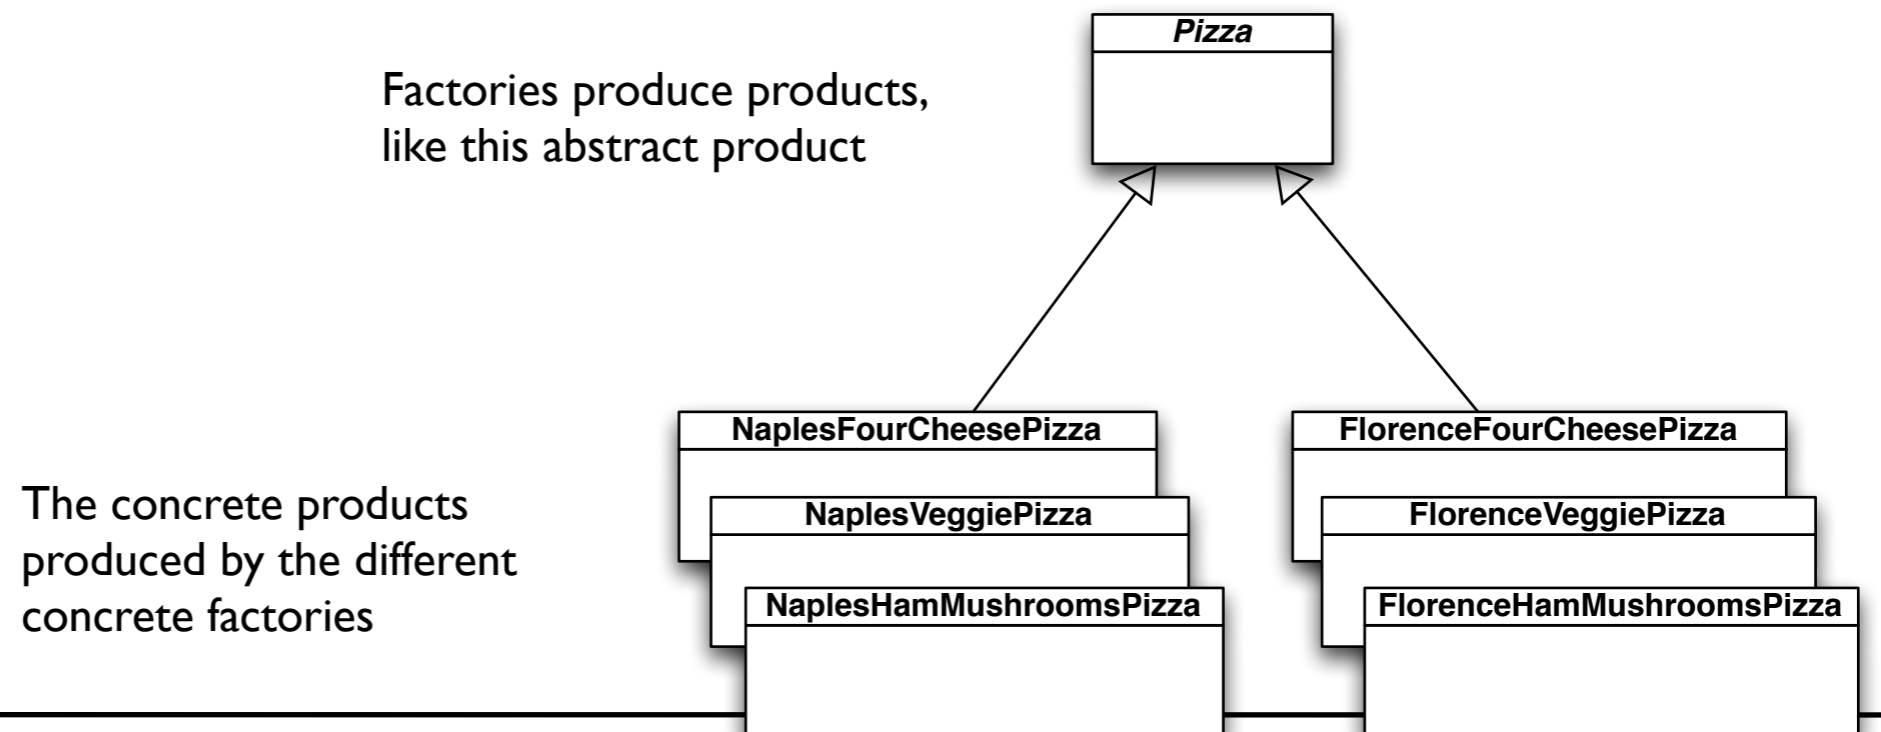 Pizza
Factories produce products,
like this abstract product
NaplesFourCheesePizza
FlorenceFourCheesePizza
The concrete products
produced by the different
concrete factories
NaplesVeggiePizza
FlorenceVeggiePizza
NaplesHamMushroomsPizza
FlorenceHamMushroomsPizza